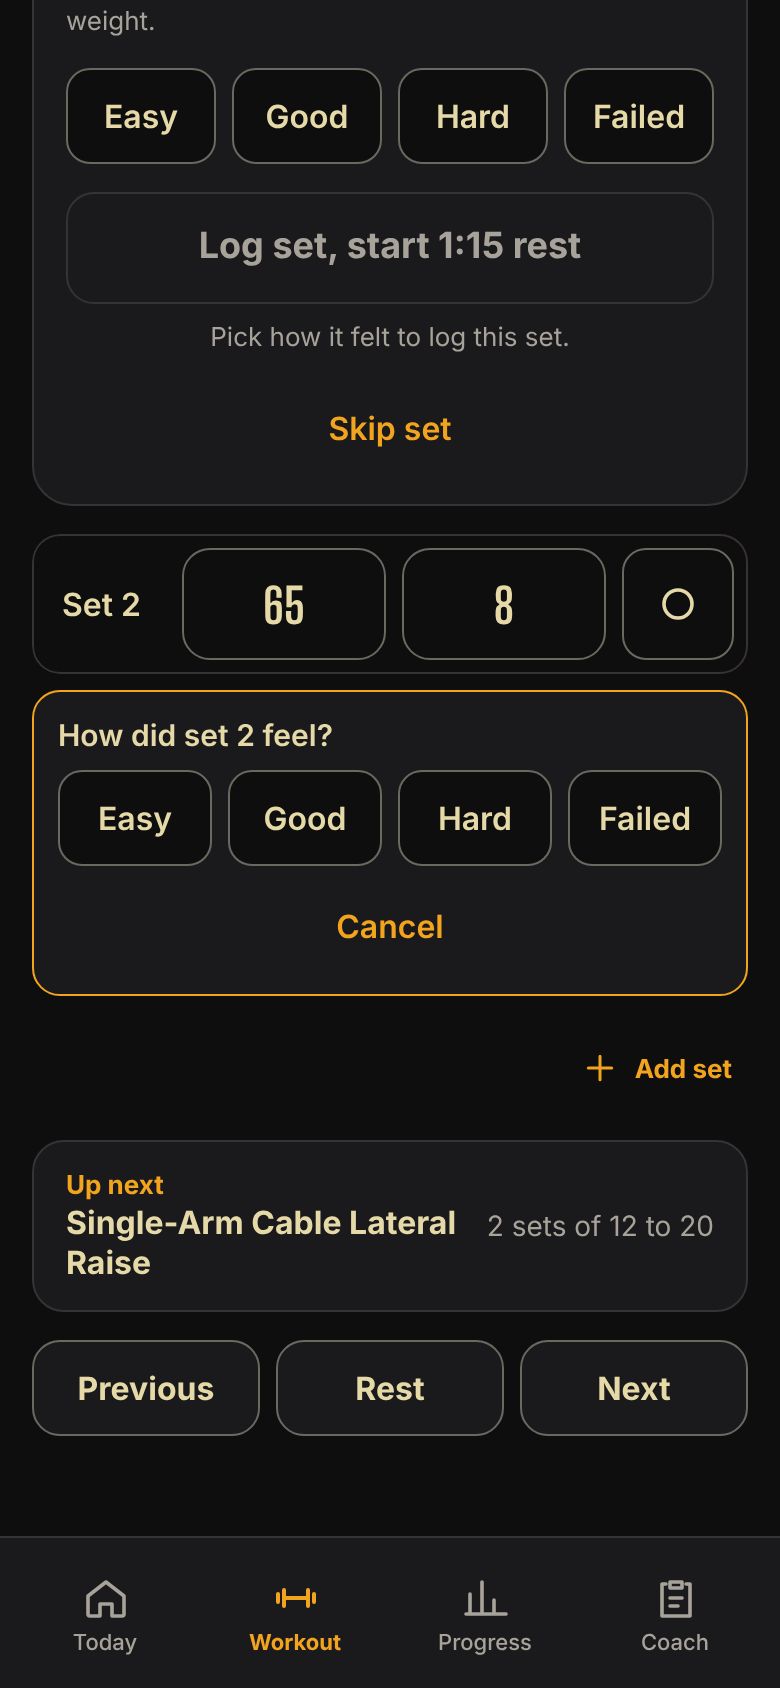 weight.
Easy Good Hard Failed
Log set, start 1:15 rest
Pick how it felt to log this set.
Skip set
Set 2 65 8
How did set 2 feel?
Easy Good Hard Failed
Cancel
Add set
Up next
Single-Arm Cable Lateral Raise
2 sets of 12 to 20
Previous Rest Next
Today Workout Progress Coach